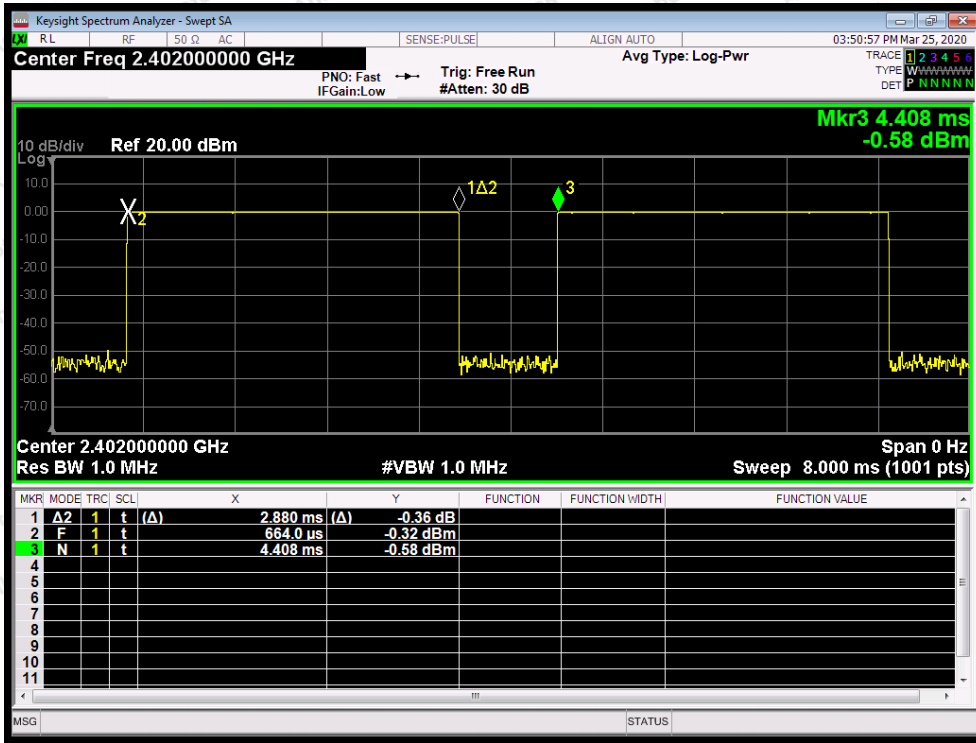 Keysight Spectrum Analyzer - Swept SA
RL RF 50 Ω AC SENSE:PULSE ALIGN AUTO 03:50:57 PM Mar 25, 2020
Center Freq 2.402000000 GHz Avg Type: Log-Pwr TRACE 1 2 3 4 5 6
PNO: Fast Trig: Free Run TYPE WWWWWW
IFGain:Low #Atten: 30 dB DET P N N N N N
Mkr3 4.408 ms
10 dB/div Ref 20.00 dBm -0.58 dBm
Log
10.0
1Δ2 3
0.00
2
-10.0
-20.0
-30.0
-40.0
-50.0
-60.0
-70.0
Center 2.402000000 GHz Span 0 Hz
Res BW 1.0 MHz #VBW 1.0 MHz Sweep 8.000 ms (1001 pts)
MKR MODE TRC SCL X Y FUNCTION FUNCTION WIDTH FUNCTION VALUE
1 Δ2 1 t (Δ) 2.880 ms (Δ) -0.36 dB
2 F 1 t 664.0 µs -0.32 dBm
3 N 1 t 4.408 ms -0.58 dBm
4
5
6
7
8
9
10
11
MSG STATUS